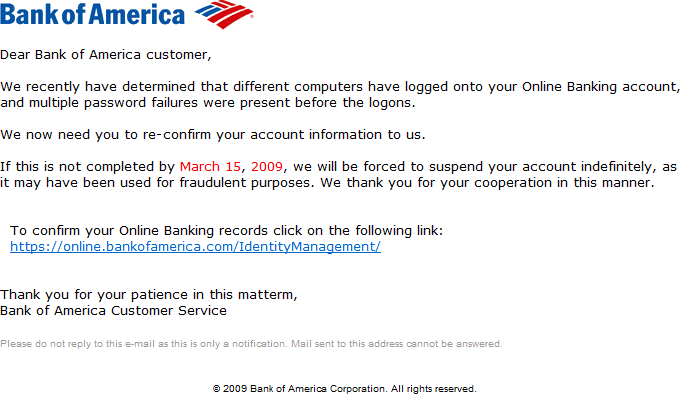 Bank of America
Dear Bank of America customer,
We recently have determined that different computers have logged onto your Online Banking account,
and multiple password failures were present before the logons.
We now need you to re-confirm your account information to us.
If this is not completed by March 15, 2009, we will be forced to suspend your account indefinitely, as
it may have been used for fraudulent purposes. We thank you for your cooperation in this manner.
To confirm your Online Banking records click on the following link:
https://online.bankofamerica.com/IdentityManagement/
Thank you for your patience in this matterm,
Bank of America Customer Service
Please do not reply to this e-mail as this is only a notification. Mail sent to this address cannot be answered.
© 2009 Bank of America Corporation. All rights reserved.